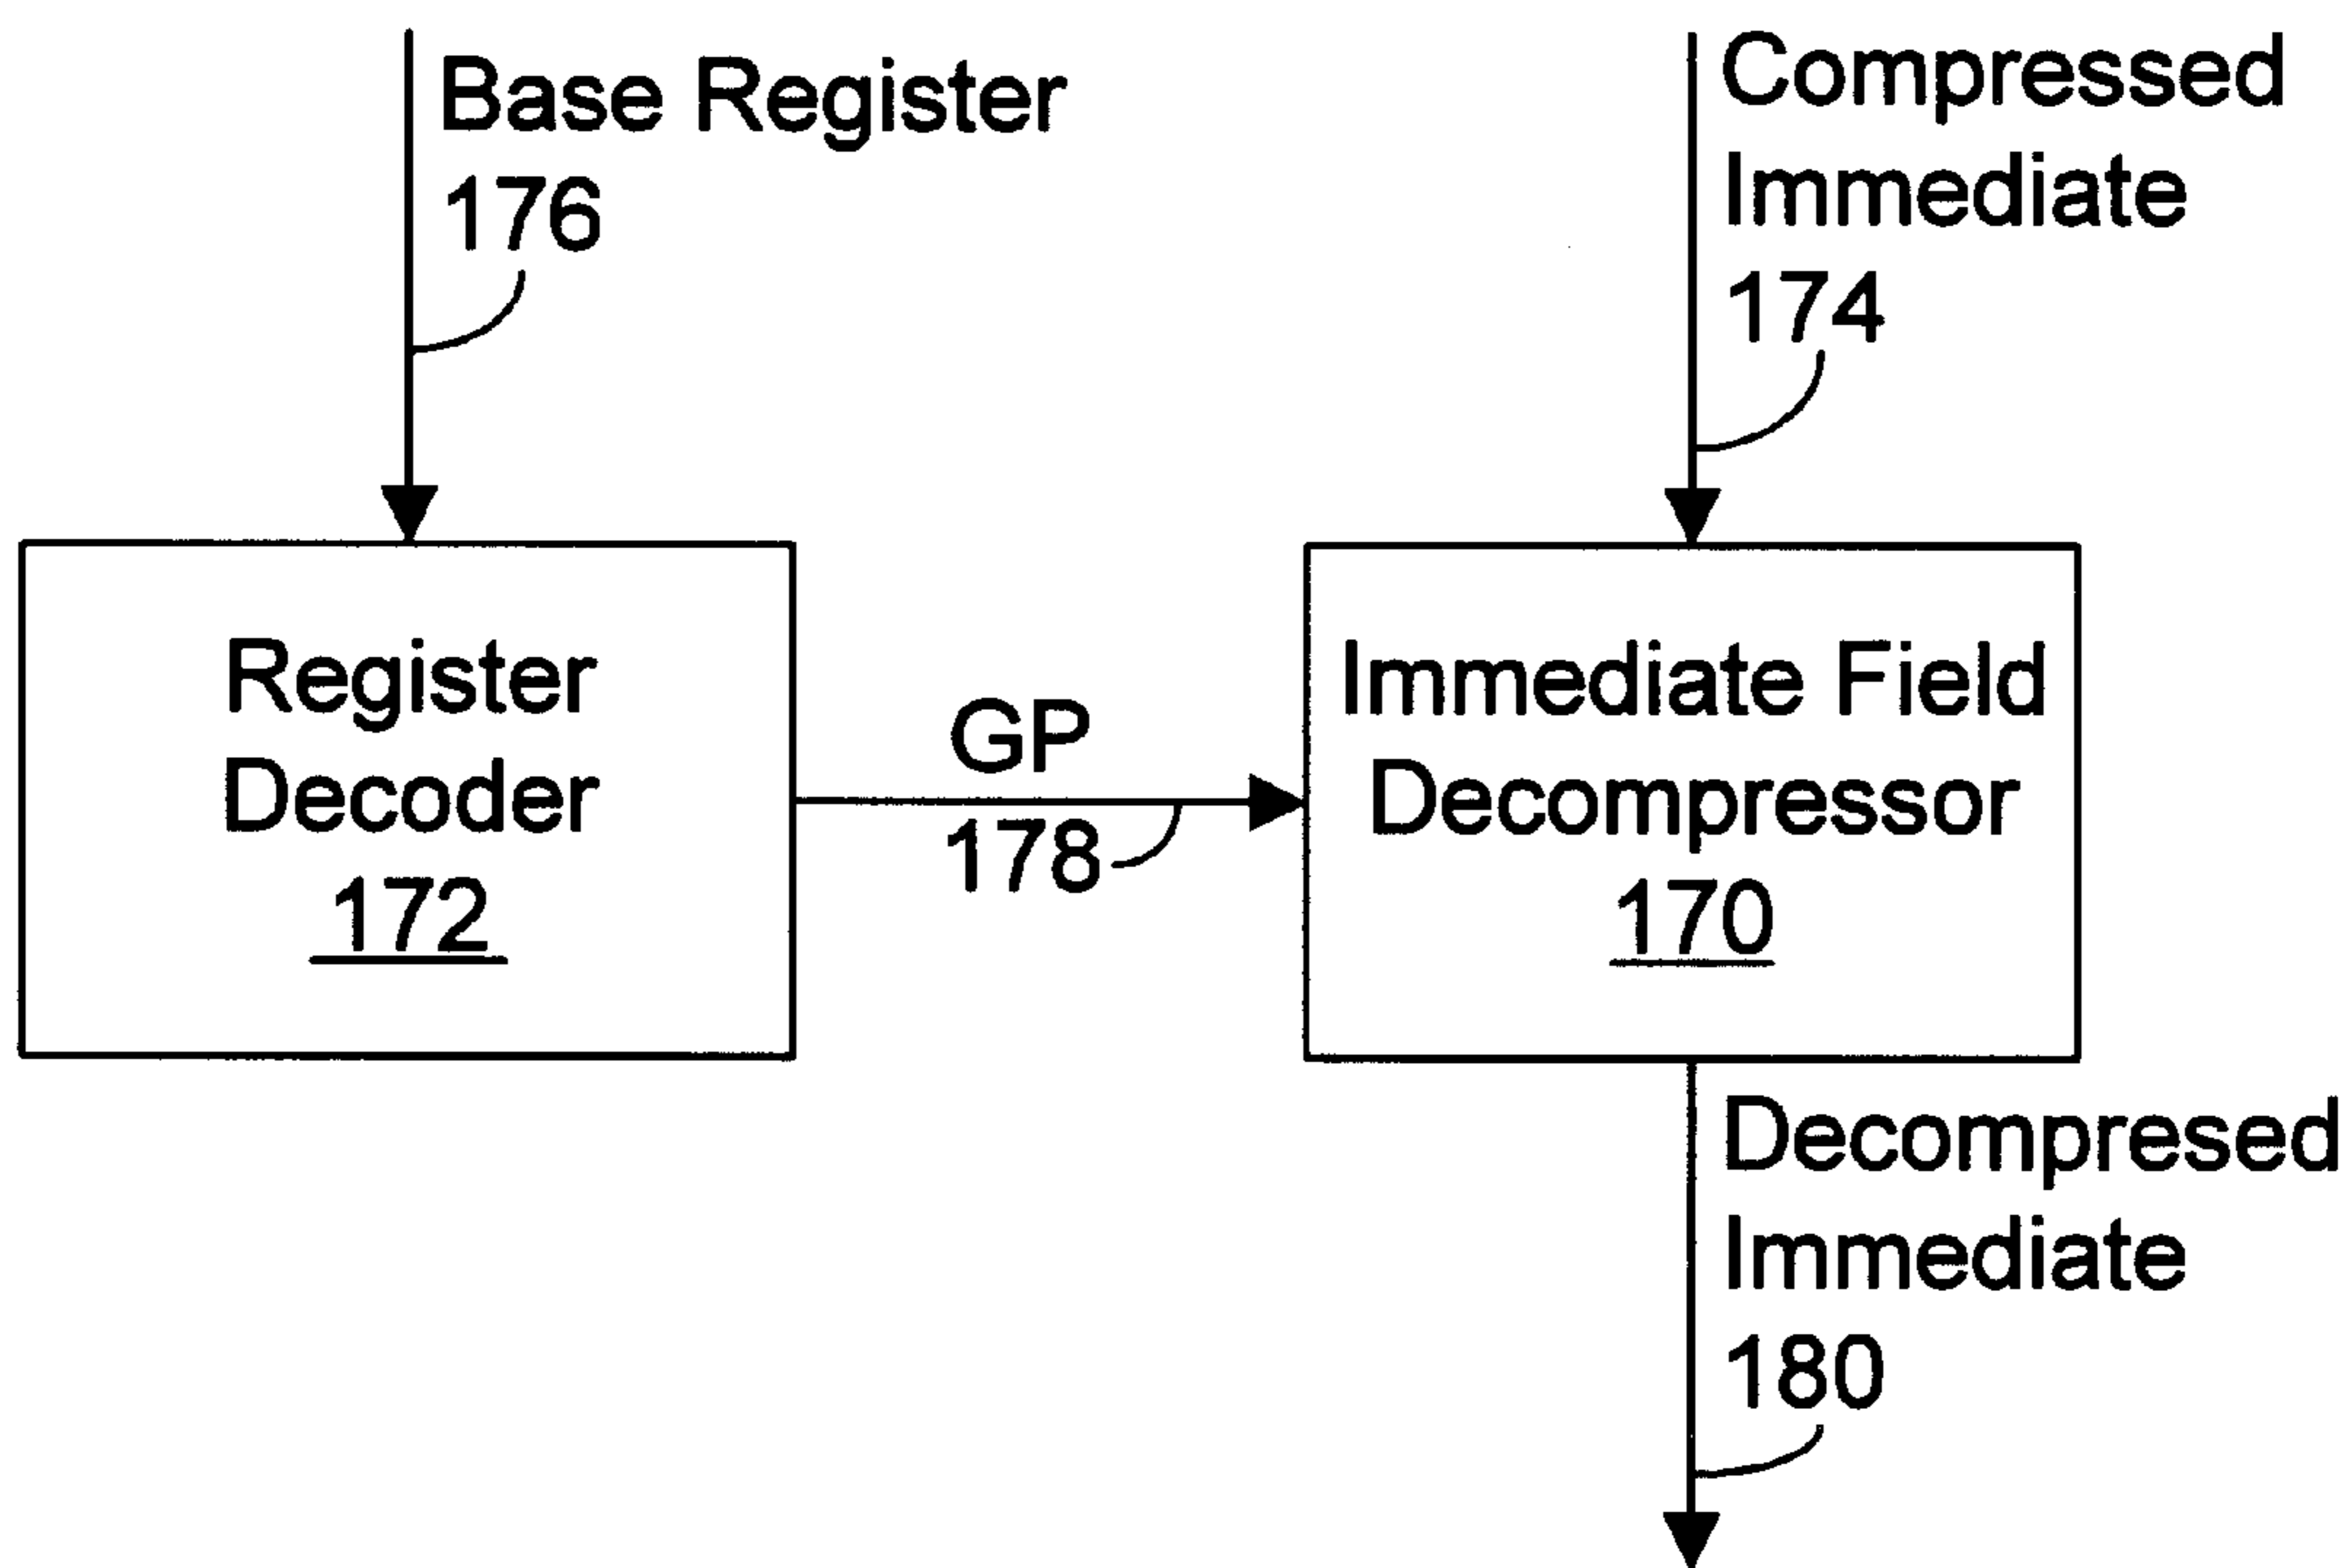 Base Register
176
Compressed
Immediate
174
Register
Decoder
172
GP
178
Immediate Field
Decompressor
170
Decompresed
Immediate
180